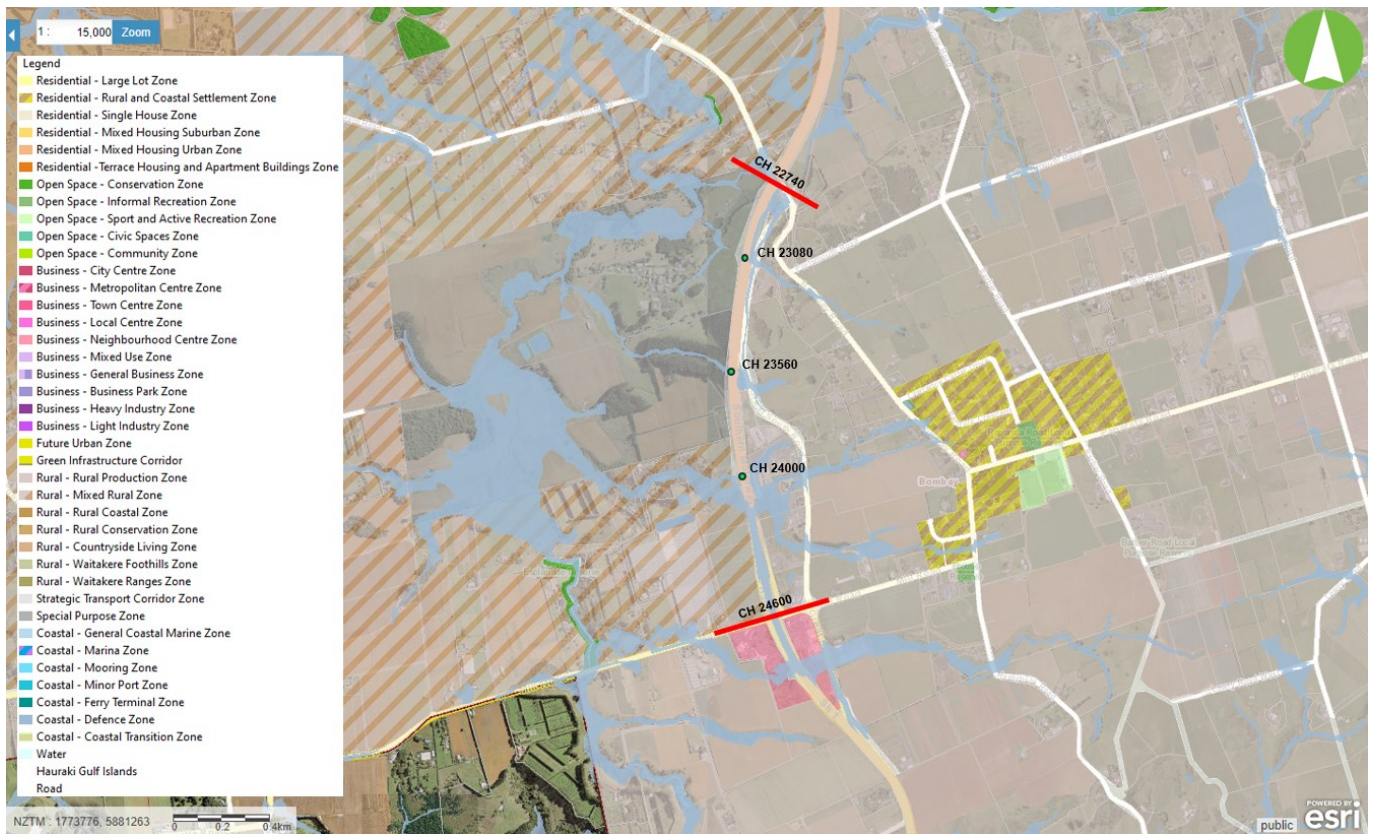 1: 15,000 Zoom
Legend
Residential - Large Lot Zone
Residential - Rural and Coastal Settlement Zone
Residential - Single House Zone
Residential - Mixed Housing Suburban Zone
Residential - Mixed Housing Urban Zone
Residential -Terrace Housing and Apartment Buildings Zone
Open Space - Conservation Zone
Open Space - Informal Recreation Zone
Open Space - Sport and Active Recreation Zone
Open Space - Civic Spaces Zone
Open Space - Community Zone
Business - City Centre Zone
Business - Metropolitan Centre Zone
Business - Town Centre Zone
Business - Local Centre Zone
Business - Neighbourhood Centre Zone
Business - Mixed Use Zone
Business - General Business Zone
Business - Business Park Zone
Business - Heavy Industry Zone
Business - Light Industry Zone
Future Urban Zone
Green Infrastructure Corridor
Rural - Rural Production Zone
Rural - Mixed Rural Zone
Rural - Rural Coastal Zone
Rural - Rural Conservation Zone
Rural - Countryside Living Zone
Rural - Waitakere Foothills Zone
Rural - Waitakere Ranges Zone
Strategic Transport Corridor Zone
Special Purpose Zone
Coastal - General Coastal Marine Zone
Coastal - Marina Zone
Coastal - Mooring Zone
Coastal - Minor Port Zone
Coastal - Ferry Terminal Zone
Coastal - Defence Zone
Coastal - Coastal Transition Zone
Water
Hauraki Gulf Islands
Road
CH 22740
CH 23080
CH 23560
CH 24000
Bombay
CH 24600
NZTM : 1773776, 5881263
0 0.2 0.4km
public
POWERED BY
esri